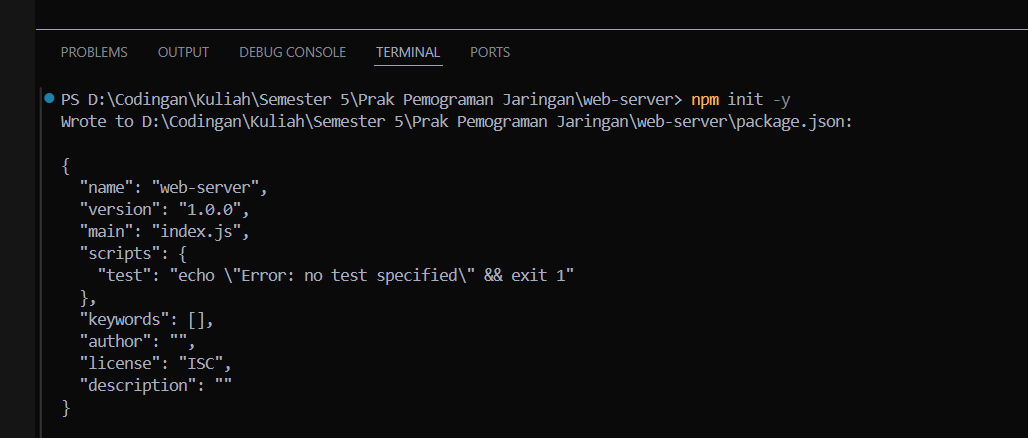 PROBLEMS OUTPUT DEBUG CONSOLE TERMINAL PORTS
PS D:\Codingan\Kuliah\Semester 5\Prak Pemograman Jaringan\web-server> npm init -y
Wrote to D:\Codingan\Kuliah\Semester 5\Prak Pemograman Jaringan\web-server\package.json:
{
"name": "web-server",
"version": "1.0.0",
"main": "index.js",
"scripts": {
"test": "echo \"Error: no test specified\" && exit 1"
},
"keywords": [],
"author": "",
"license": "ISC",
"description": ""
}